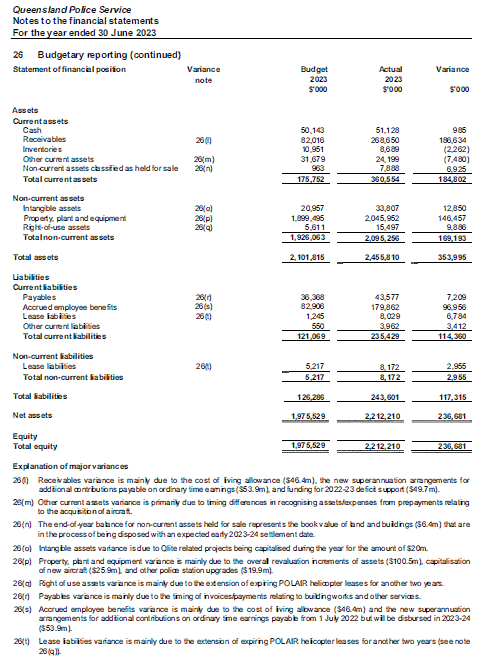 Queensland Police Service
Notes to the financial statements
For the year ended 30 June 2023
26 Budgetary reporting (continued)
Statement of financial position Variance note Budget 2023 $'000 Actual 2023 $'000 Variance $'000
Assets
Current assets
Cash 50,143 51,128 985
Receivables 26(l) 82,016 268,650 186,634
Inventories 10,951 8,689 (2,262)
Other current assets 26(m) 31,679 24,199 (7,480)
Non-current assets classified as held for sale 26(n) 963 7,888 6,925
Total current assets 175,752 360,554 184,802
Non-current assets
Intangible assets 26(o) 20,957 33,807 12,850
Property, plant and equipment 26(p) 1,899,495 2,045,952 146,457
Right-of-use assets 26(q) 5,611 15,497 9,886
Total non-current assets 1,926,063 2,095,256 169,193
Total assets 2,101,815 2,455,810 353,995
Liabilities
Current liabilities
Payables 26(r) 36,368 43,577 7,209
Accrued employee benefits 26(s) 82,906 179,862 96,956
Lease liabilities 26(t) 1,245 8,029 6,784
Other current liabilities 550 3,962 3,412
Total current liabilities 121,069 235,429 114,360
Non-current liabilities
Lease liabilities 26(t) 5,217 8,172 2,955
Total non-current liabilities 5,217 8,172 2,955
Total liabilities 126,286 243,601 117,315
Net assets 1,975,529 2,212,210 236,681
Equity
Total equity 1,975,529 2,212,210 236,681
Explanation of major variances
26(l) Receivables variance is mainly due to the cost of living allowance ($46.4m), the new superannuation arrangements for
additional contributions payable on ordinary time earnings ($53.9m), and funding for 2022-23 deficit support ($49.7m).
26(m) Other current assets variance is primarily due to timing differences in recognising assets/expenses from prepayments relating
to the acquisition of aircraft.
26(n) The end-of-year balance for non-current assets held for sale represents the book value of land and buildings ($6.4m) that are
in the process of being disposed with an expected early 2023-24 settlement date.
26(o) Intangible assets variance is due to Qlite related projects being capitalised during the year for the amount of $20m.
26(p) Property, plant and equipment variance is mainly due to the overall revaluation increments of assets ($100.5m), capitalisation
of new aircraft ($25.9m), and other police station upgrades ($19.9m).
26(q) Right of use assets variance is mainly due to the extension of expiring POLAIR helicopter leases for another two years.
26(r) Payables variance is mainly due to the timing of invoices/payments relating to building works and other services.
26(s) Accrued employee benefits variance is mainly due to the cost of living allowance ($46.4m) and the new superannuation
arrangements for additional contributions on ordinary time earnings payable from 1 July 2022 but will be disbursed in 2023-24
($53.9m).
26(t) Lease liabilities variance is mainly due to the extension of expiring POLAIR helicopter leases for another two years (see note
26(q)).